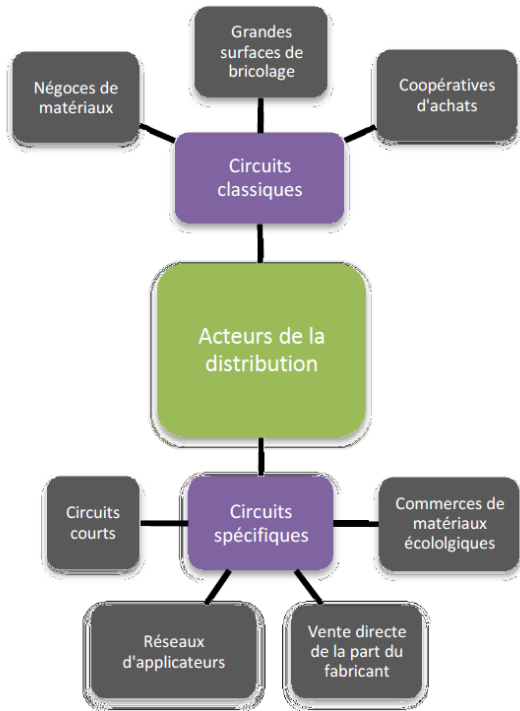 Grandes
surfaces de
bricolage
Négoces de
matériaux
Coopératives
d'achats
Circuits
classiques
Acteurs de la
distribution
Circuits
courts
Circuits
spécifiques
Commerces de
matériaux
écololgiques
Réseaux
d'applicateurs
Vente directe
de la part du
fabricant